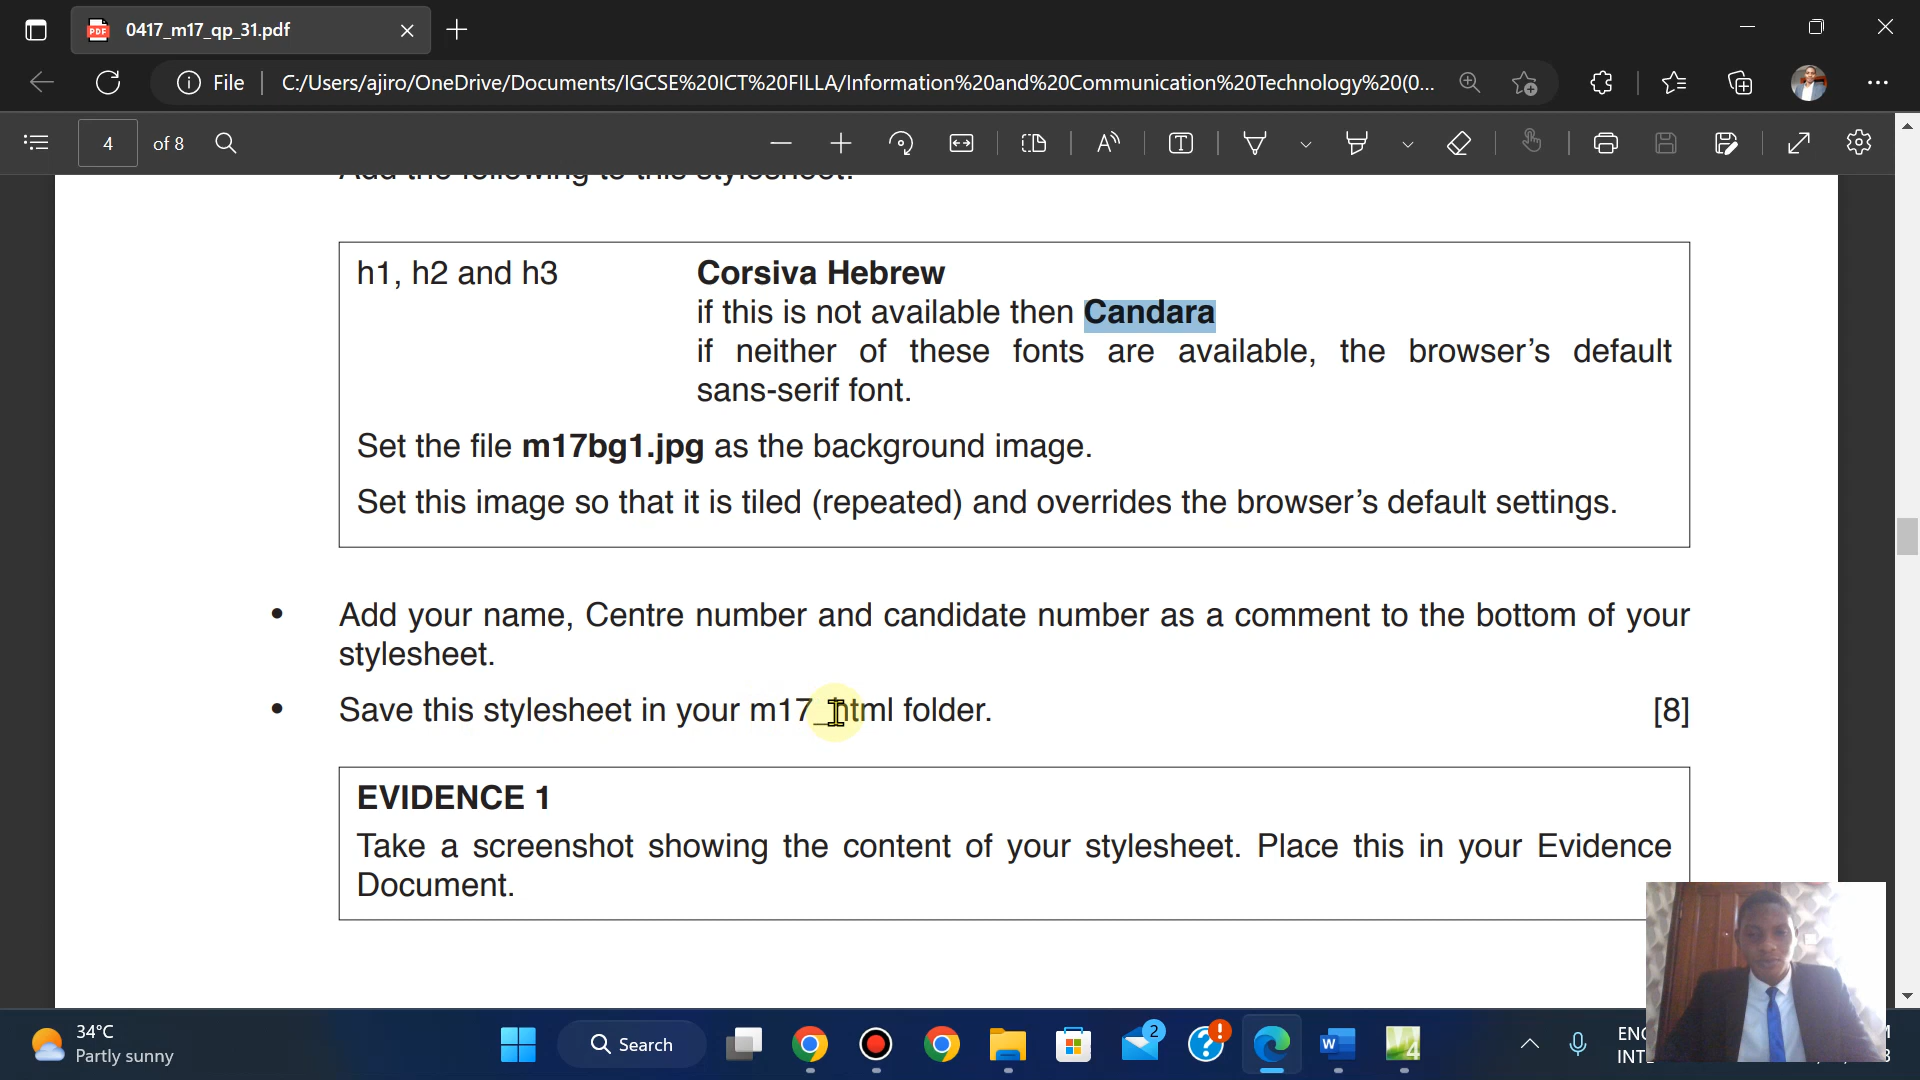 0417_m17_qp_31.pdf
File
C:/Users/ajiro/OneDrive/Documents/IGCSE%20ICT%20FILLA/Information%20and%20Communication%20Technology%20(0...
4 of 8
Add the following to this stylesheet:
h1, h2 and h3 Corsiva Hebrew
if this is not available then Candara
if neither of these fonts are available, the browser's default
sans-serif font.
Set the file m17bg1.jpg as the background image.
Set this image so that it is tiled (repeated) and overrides the browser's default settings.
• Add your name, Centre number and candidate number as a comment to the bottom of your
stylesheet.
• Save this stylesheet in your m17_html folder. [8]
EVIDENCE 1
Take a screenshot showing the content of your stylesheet. Place this in your Evidence
Document.
34°C
Partly sunny
Search
2